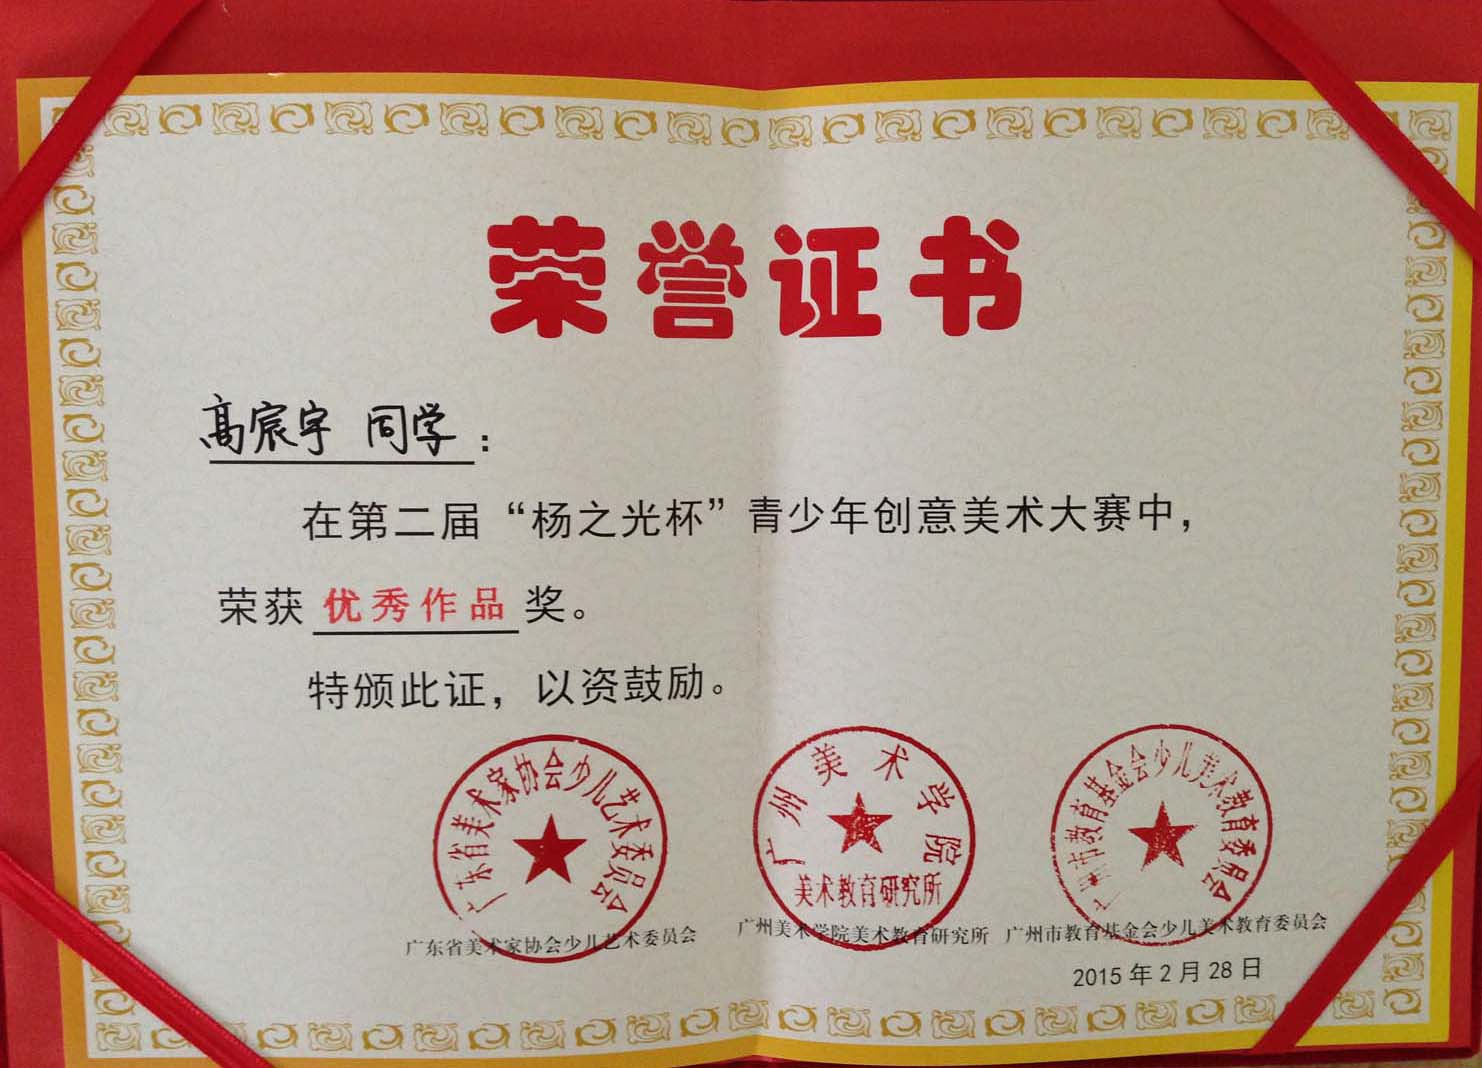 荣誉证书
高宸宇 同学：
在第二届“杨之光杯”青少年创意美术大赛中，
荣获 优秀作品 奖。
特颁此证，以资鼓励。
广东省美术家协会少儿艺术委员会
广州美术学院
美术教育研究所
广州市教育基金会少儿美术教育委员会
广东省美术家协会少儿艺术委员会
广州美术学院美术教育研究所
广州市教育基金会少儿美术教育委员会
2015年2月28日